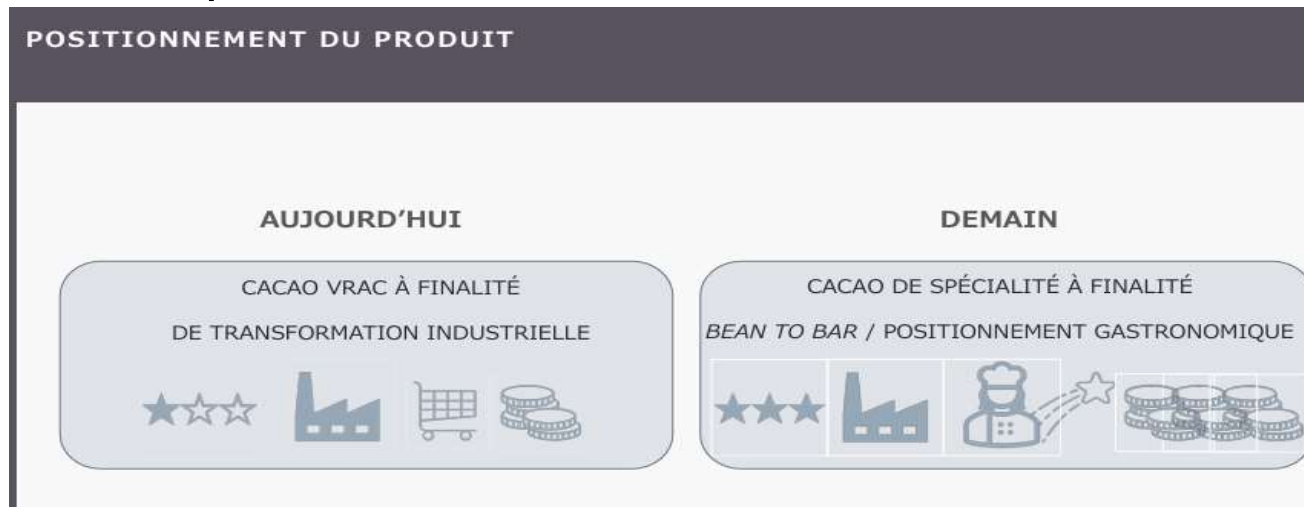 POSITIONNEMENT DU PRODUIT
AUJOURD'HUI
CACAO VRAC À FINALITÉ
DE TRANSFORMATION INDUSTRIELLE
DEMAIN
CACAO DE SPÉCIALITÉ À FINALITÉ
BEAN TO BAR / POSITIONNEMENT GASTRONOMIQUE